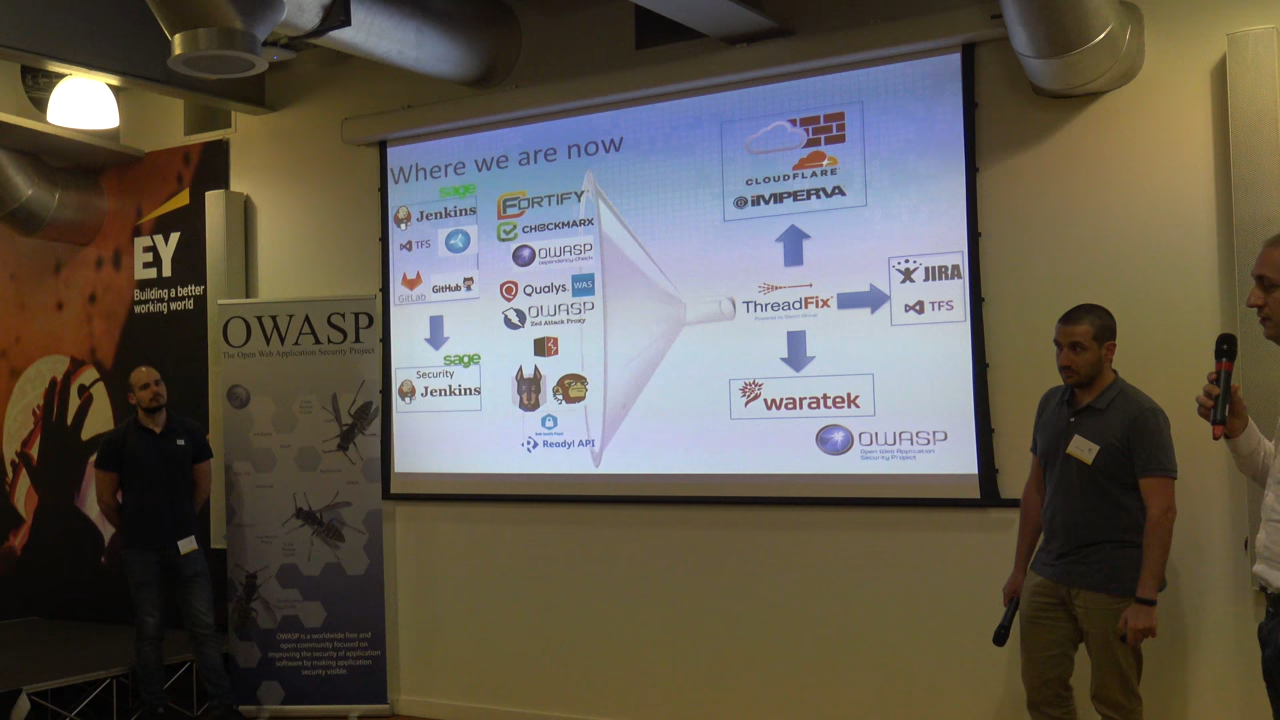 Where we are now
sage
Jenkins
TFS
GitLab
GitHub
sage
Security
Jenkins
FORTIFY
CHECKMARX
OWASP
Dependency-Check
Qualys.
WAS
OWASP
Zed Attack Proxy
Ready! API
CLOUDFLARE
iMPERVA
ThreadFix
JIRA
TFS
waratek
OWASP
Open Web Application
Security Project
EY
Building a better
working world
OWASP
The Open Web Application Security Project
OWASP is a worldwide free and
open community focused on
improving the security of application
software by making application
security visible.